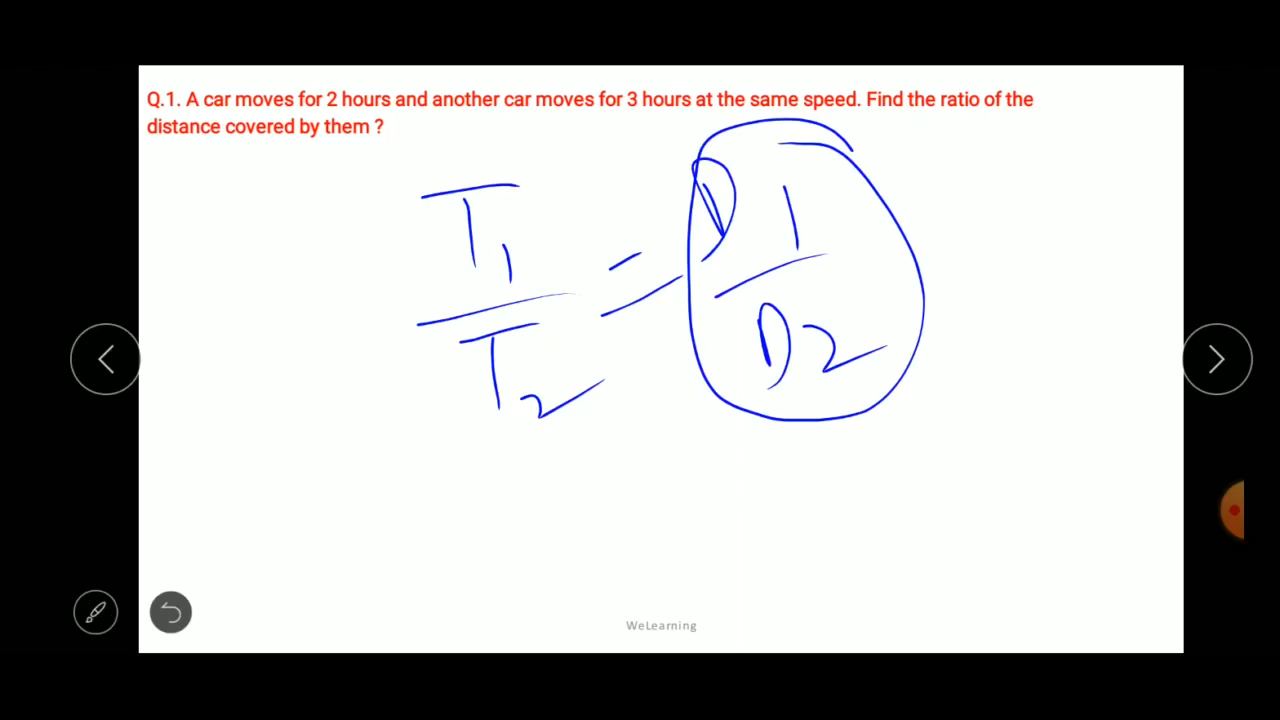 Q.1. A car moves for 2 hours and another car moves for 3 hours at the same speed. Find the ratio of the
distance covered by them ?
T1/T2 = D1/D2
WeLearning